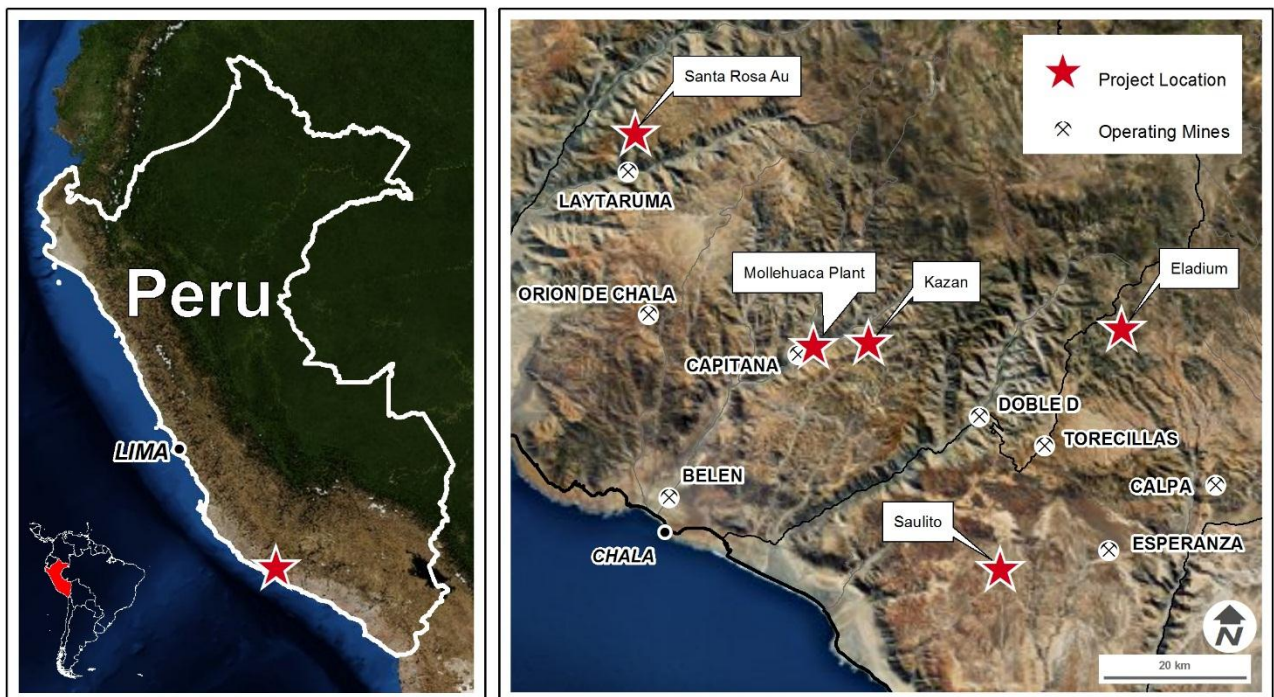 Peru
LIMA
Project Location
Operating Mines
Santa Rosa Au
LAYTARUMA
Mollehuaca Plant
Kazan
Eladium
ORION DE CHALA
CAPITANA
DOBLE D
TORECILLAS
BELEN
CALPA
Saulito
CHALA
ESPERANZA
N
20 km